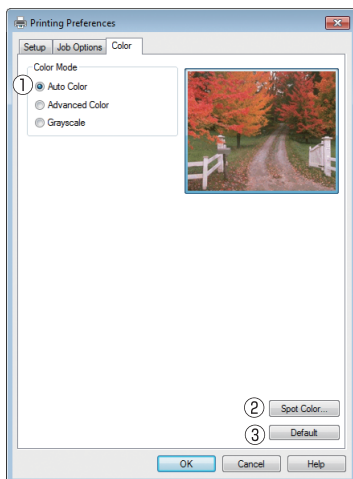 Printing Preferences
Setup Job Options Color
Color Mode
① Auto Color
Advanced Color
Grayscale
② Spot Color...
③ Default
OK Cancel Help